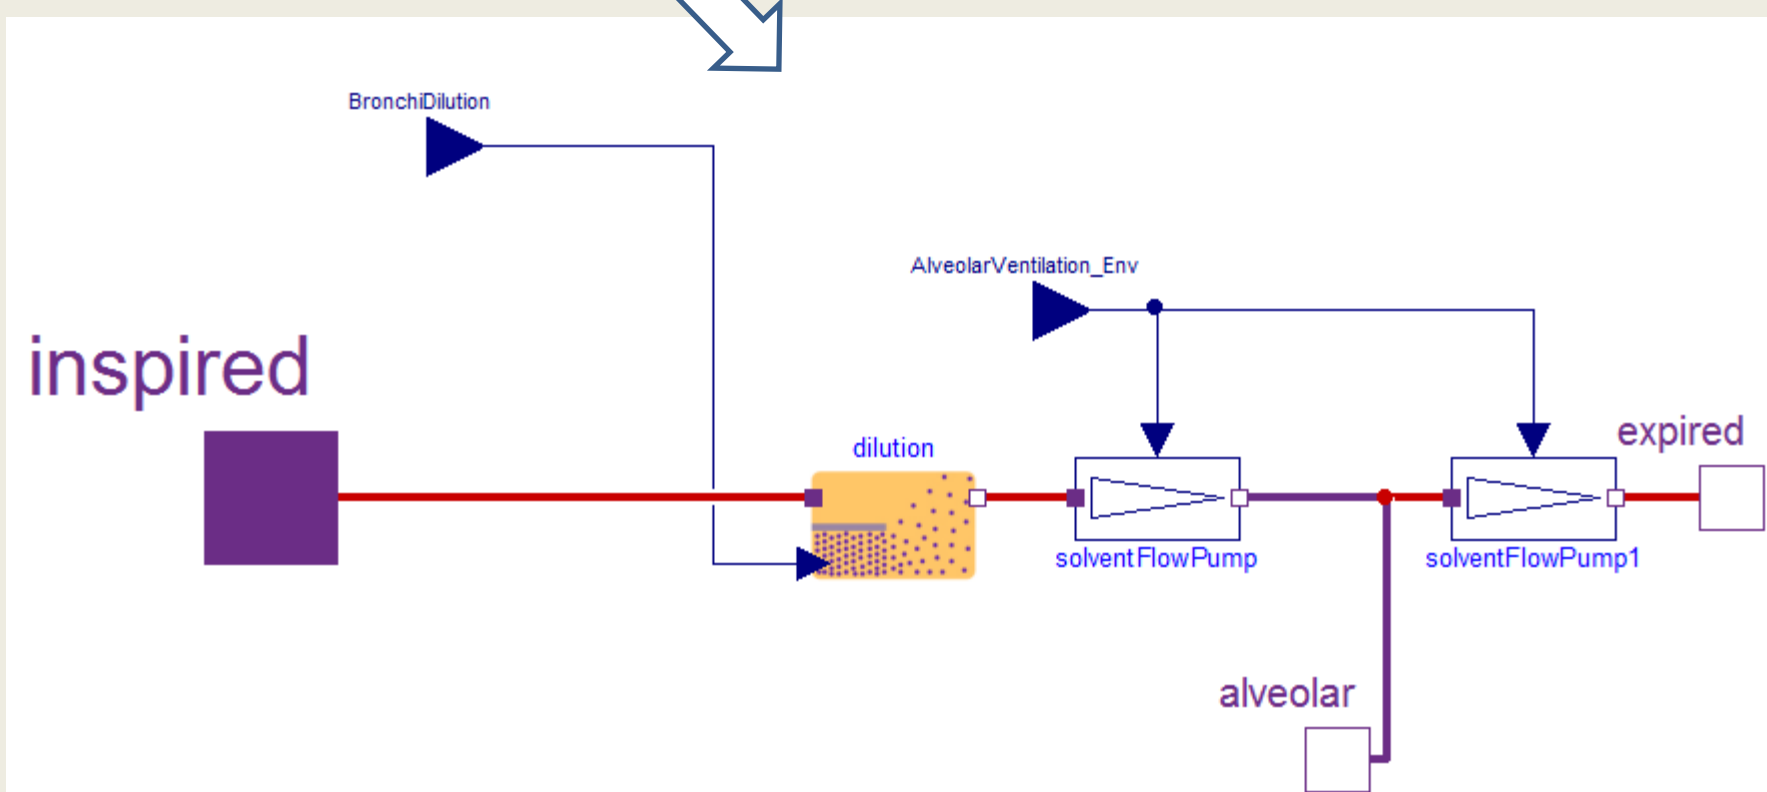 BronchiDilution
AlveolarVentilation_Env
inspired
dilution
expired
solventFlowPump
solventFlowPump1
alveolar